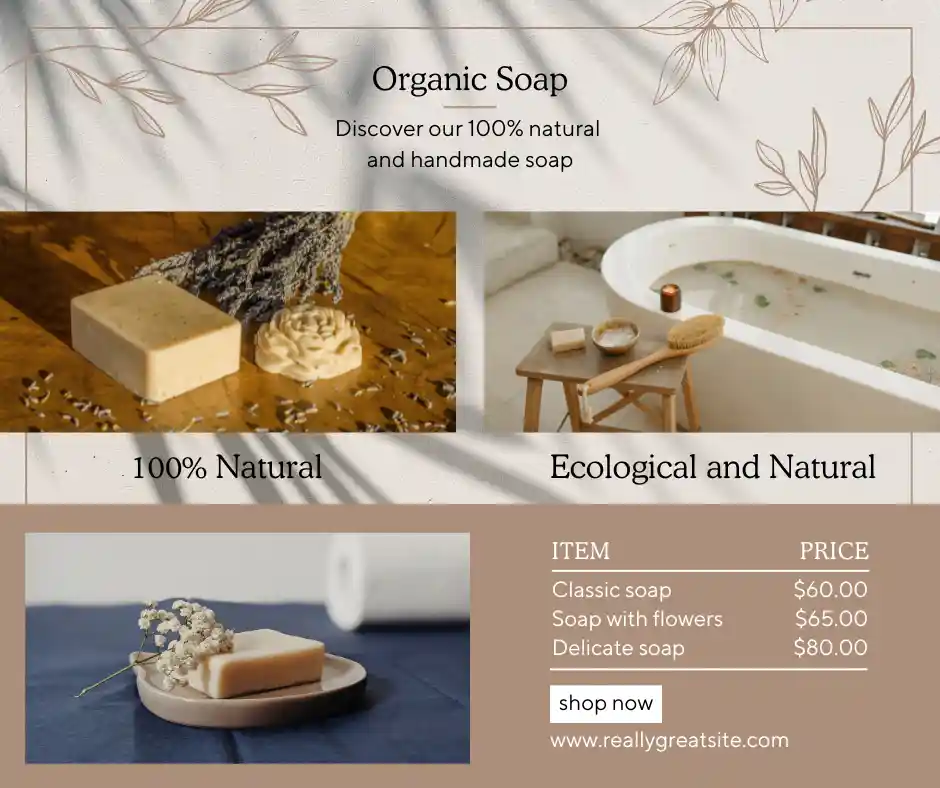 Organic Soap
Discover our 100% natural
and handmade soap
100% Natural
Ecological and Natural
ITEM PRICE
Classic soap $60.00
Soap with flowers $65.00
Delicate soap $80.00
shop now
www.reallygreatsite.com